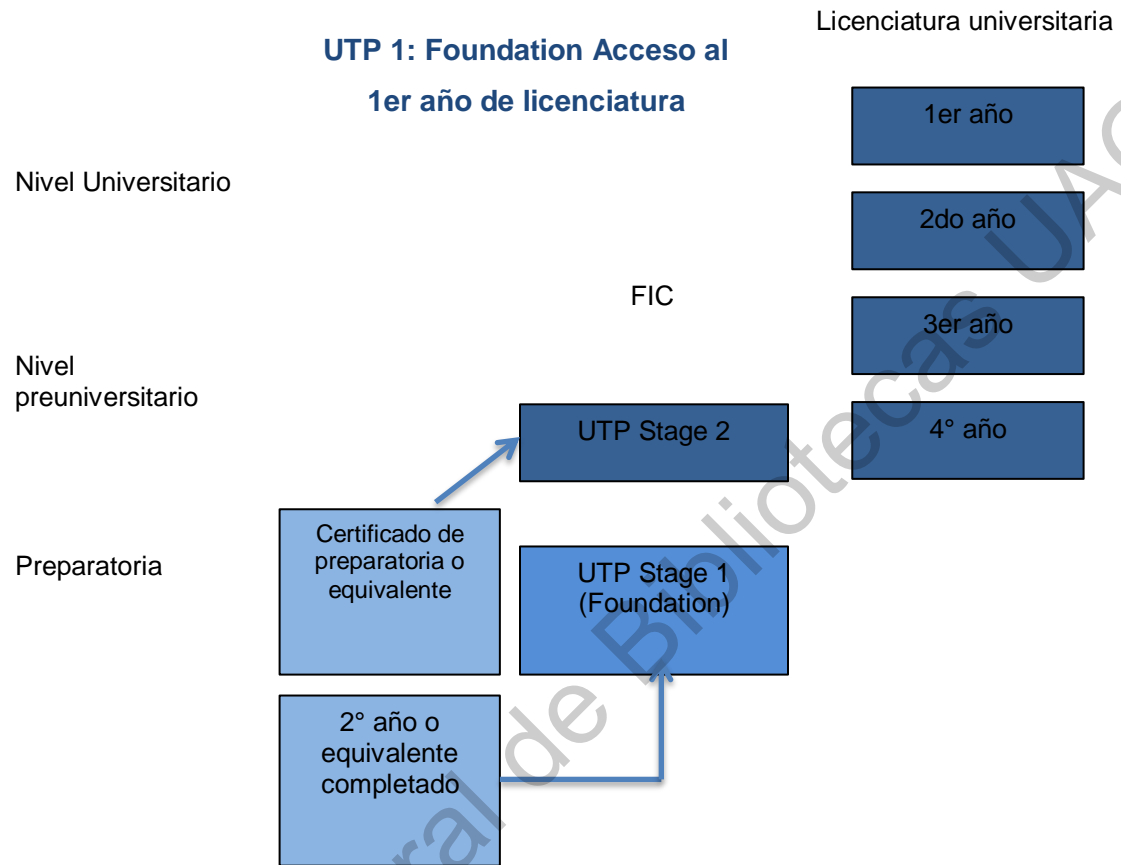 Licenciatura universitaria
UTP 1: Foundation Acceso al
1er año de licenciatura
1er año
Nivel Universitario
2do año
FIC
3er año
Nivel
preuniversitario
UTP Stage 2
4° año
Certificado de
preparatoria o
equivalente
Preparatoria
UTP Stage 1
(Foundation)
2° año o
equivalente
completado
de Bibliotecas